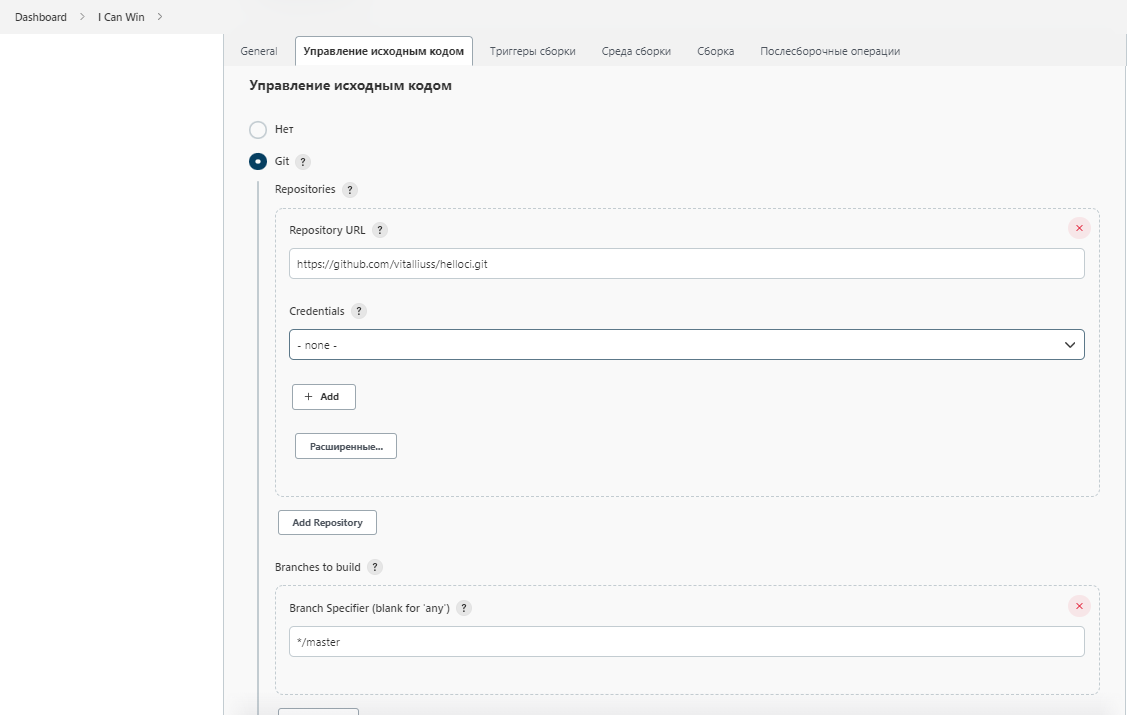 Dashboard > I Can Win >
General Управление исходным кодом Триггеры сборки Среда сборки Сборка Послесборочные операции
Управление исходным кодом
Нет
Git ?
Repositories ?
Repository URL ?
https://github.com/vitalliuss/helloci.git
Credentials ?
- none -
+ Add
Расширенные...
Add Repository
Branches to build ?
Branch Specifier (blank for 'any') ?
*/master